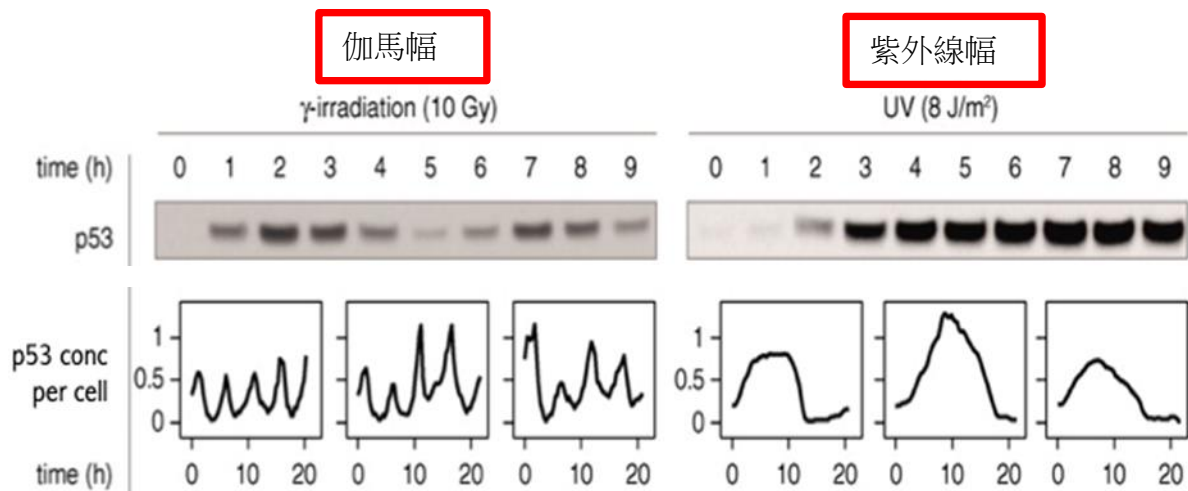 伽馬幅
紫外線幅
γ-irradiation (10 Gy)
UV (8 J/m²)
time (h) 0 1 2 3 4 5 6 7 8 9 0 1 2 3 4 5 6 7 8 9
p53
p53 conc
per cell
1
0.5
0
1
0.5
0
time (h) 0 10 20 0 10 20 0 10 20 0 10 20 0 10 20 0 10 20